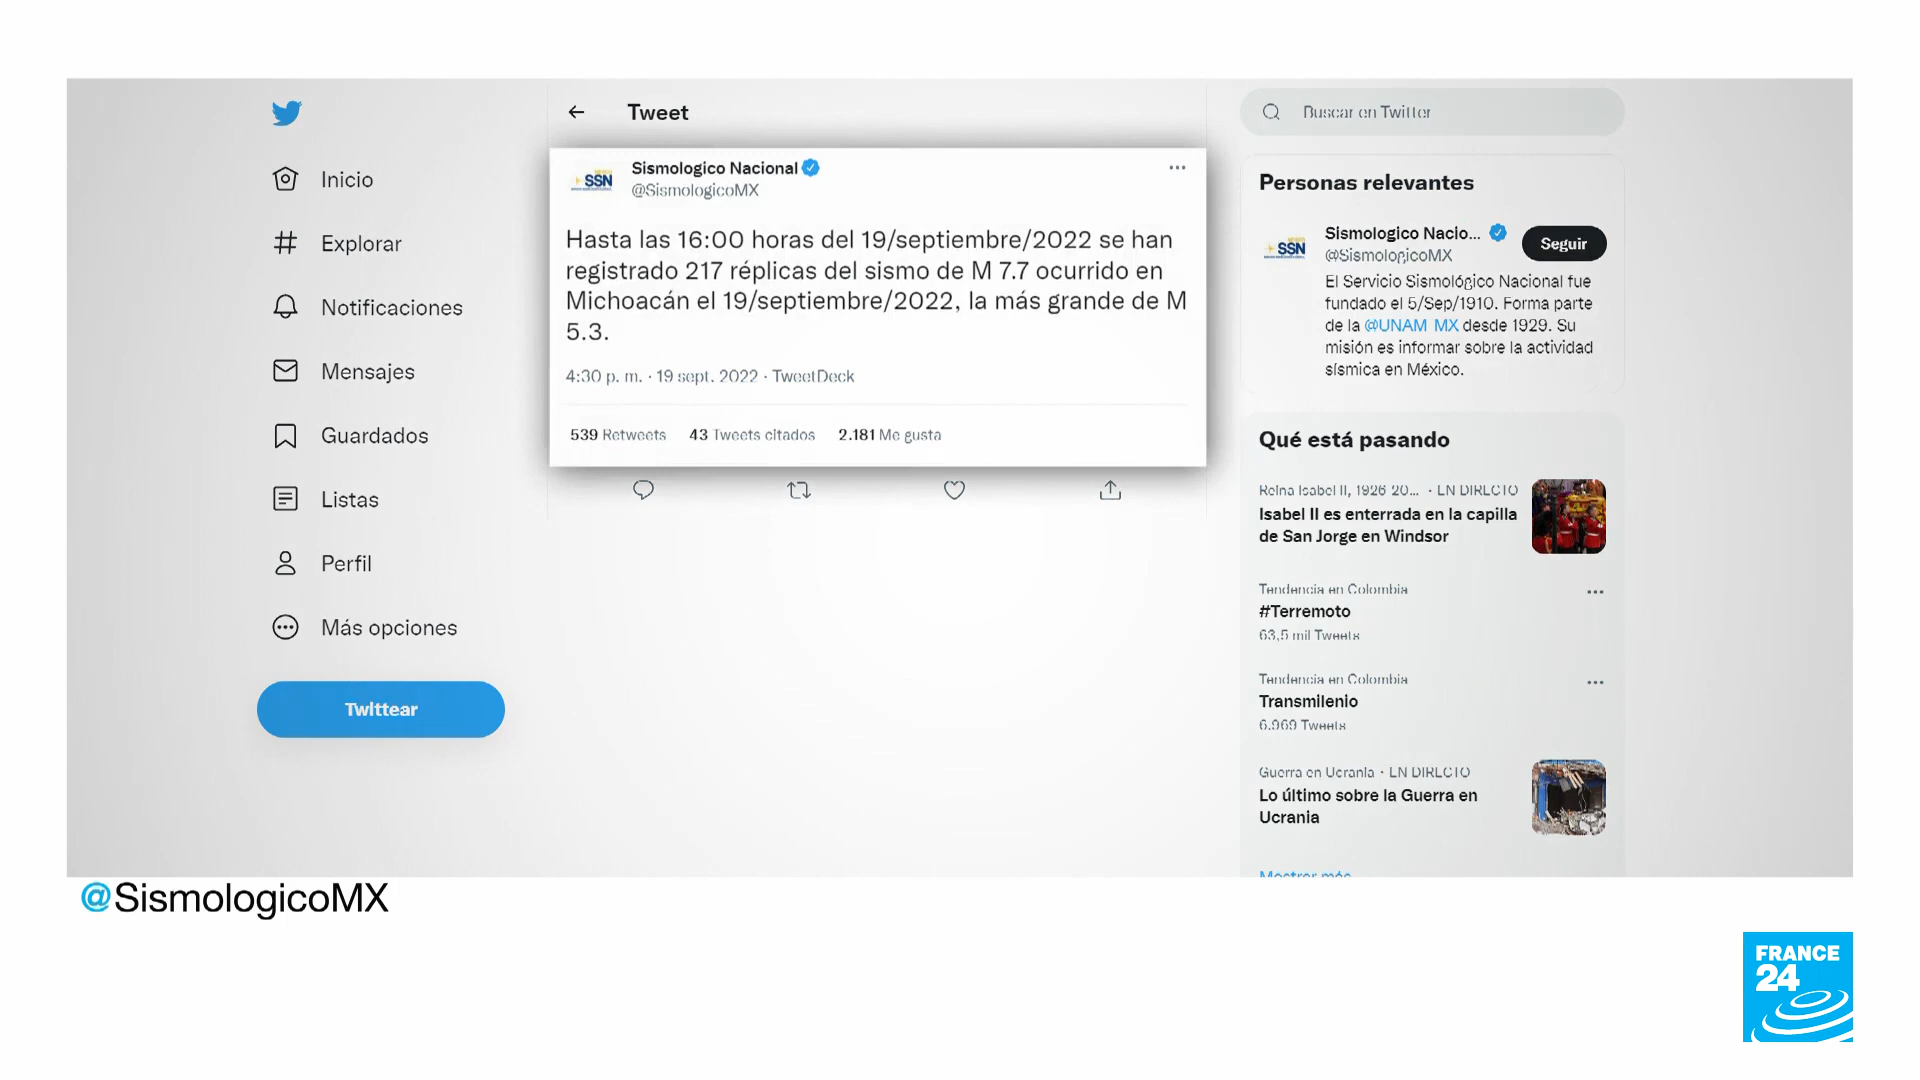 Tweet
Buscar en Twitter
Inicio
Explorar
Notificaciones
Mensajes
Guardados
Listas
Perfil
Más opciones
Twittear
SSN
Sismologico Nacional
@SismologicoMX
Hasta las 16:00 horas del 19/septiembre/2022 se han
registrado 217 réplicas del sismo de M 7.7 ocurrido en
Michoacán el 19/septiembre/2022, la más grande de M
5.3.
4:30 p. m. · 19 sept. 2022 · TweetDeck
539 Retweets 43 Tweets citados 2.181 Me gusta
Personas relevantes
SSN
Sismologico Nacio...
@SismologicoMX
Seguir
El Servicio Sismológico Nacional fue
fundado el 5/Sep/1910. Forma parte
de la @UNAM_MX desde 1929. Su
misión es informar sobre la actividad
sísmica en México.
Qué está pasando
Reina Isabel II, 1926-20... · EN DIRECTO
Isabel II es enterrada en la capilla
de San Jorge en Windsor
Tendencia en Colombia
#Terremoto
63,5 mil Tweets
Tendencia en Colombia
Transmilenio
6.969 Tweets
Guerra en Ucrania · EN DIRECTO
Lo último sobre la Guerra en
Ucrania
Mostrar más
@SismologicoMX
FRANCE
24